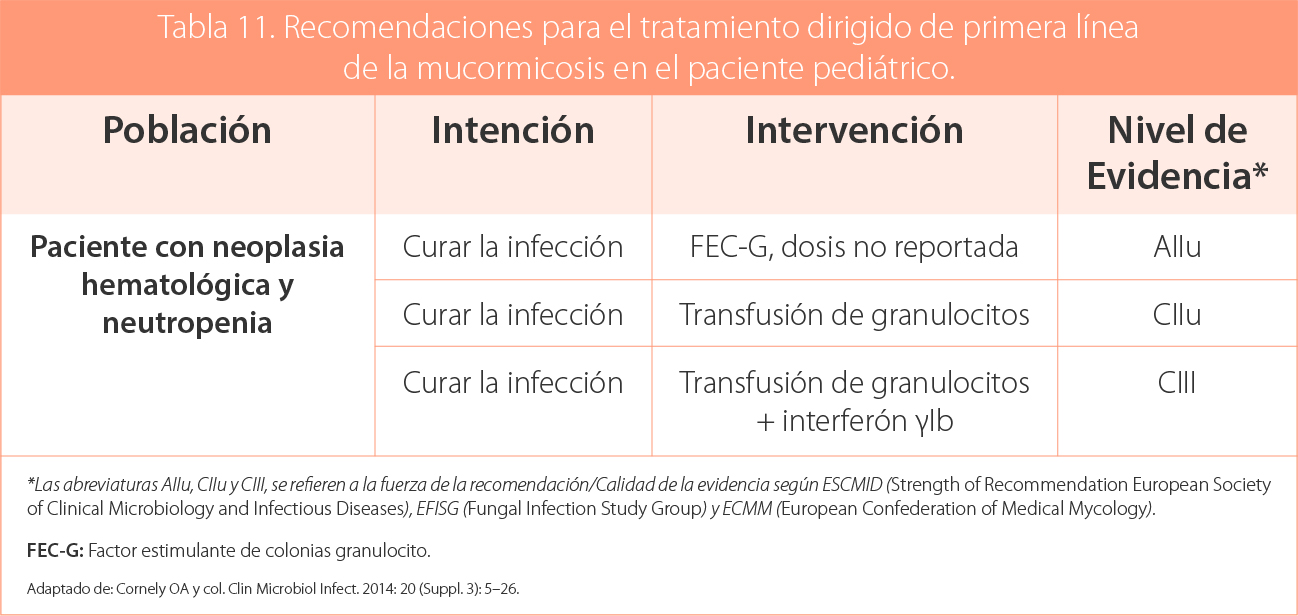 Tabla 11. Recomendaciones para el tratamiento dirigido de primera línea
de la mucormicosis en el paciente pediátrico.
Población
Intención
Intervención
Nivel de
Evidencia*
Paciente con neoplasia
hematológica y
neutropenia
Curar la infección
FEC-G, dosis no reportada
AIIu
Curar la infección
Transfusión de granulocitos
CIIu
Curar la infección
Transfusión de granulocitos
+ interferón γIb
CIII
*Las abreviaturas AIIu, CIIu y CIII, se refieren a la fuerza de la recomendación/Calidad de la evidencia según ESCMID (Strength of Recommendation European Society
of Clinical Microbiology and Infectious Diseases), EFISG (Fungal Infection Study Group) y ECMM (European Confederation of Medical Mycology).
FEC-G: Factor estimulante de colonias granulocito.
Adaptado de: Cornely OA y col. Clin Microbiol Infect. 2014: 20 (Suppl. 3): 5–26.